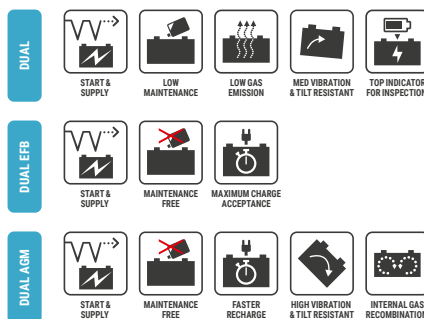 DUAL
START &
SUPPLY
LOW
MAINTENANCE
LOW GAS
EMISSION
MED VIBRATION
& TILT RESISTANT
TOP INDICATOR
FOR INSPECTION
DUAL EFB
START &
SUPPLY
MAINTENANCE
FREE
MAXIMUM CHARGE
ACCEPTANCE
DUAL AGM
START &
SUPPLY
MAINTENANCE
FREE
FASTER
RECHARGE
HIGH VIBRATION
& TILT RESISTANT
INTERNAL GAS
RECOMBINATION